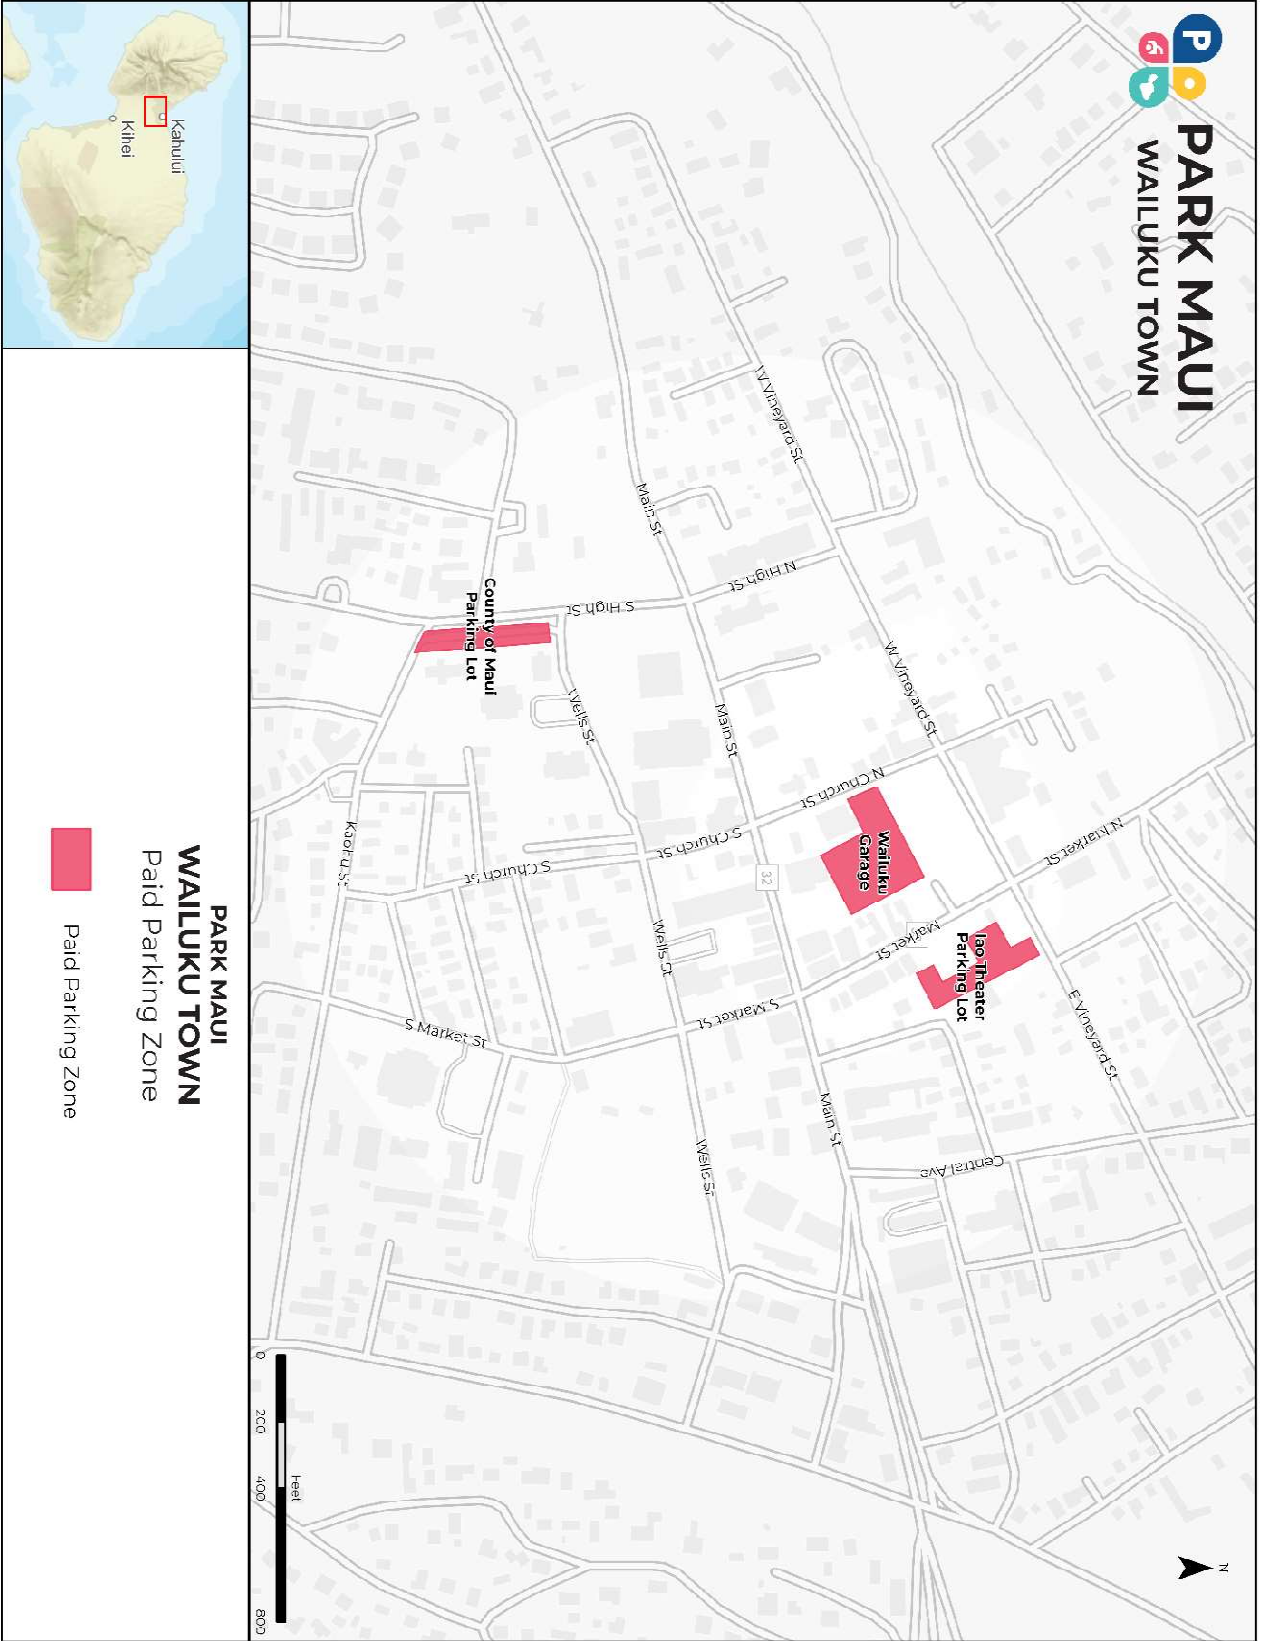 P
PARK MAUI
WAILUKU TOWN
N
W Vineyard St
Main St
N High St
S High St
County of Maui
Parking Lot
W Vineyard St
Wells St
Main St
N Church St
S Church St
S Church St
Kaohu St
32
Wailuku
Garage
N Market St
Market St
Iao Theater
Parking Lot
Wells St
S Market St
S Market St
E Vineyard St
Main St
Central Ave
Wells St
0
200
400
800
Feet
Kahului
Kihei
PARK MAUI
WAILUKU TOWN
Paid Parking Zone
Paid Parking Zone